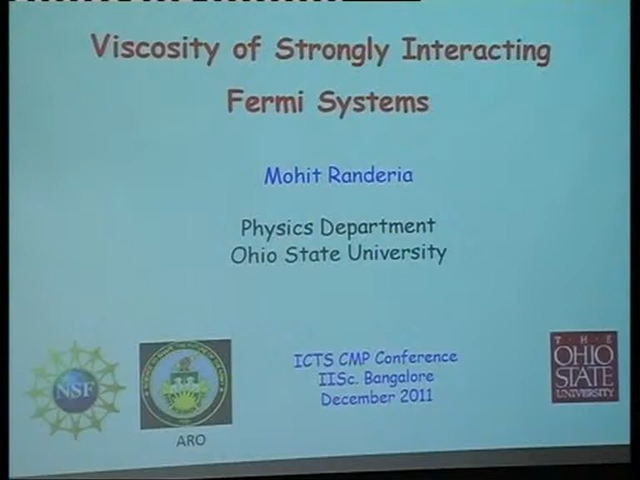 Viscosity of Strongly Interacting
Fermi Systems
Mohit Randeria
Physics Department
Ohio State University
ICTS CMP Conference
IISc. Bangalore
December 2011
NSF
ARO
T · H · E
OHIO
STATE
UNIVERSITY